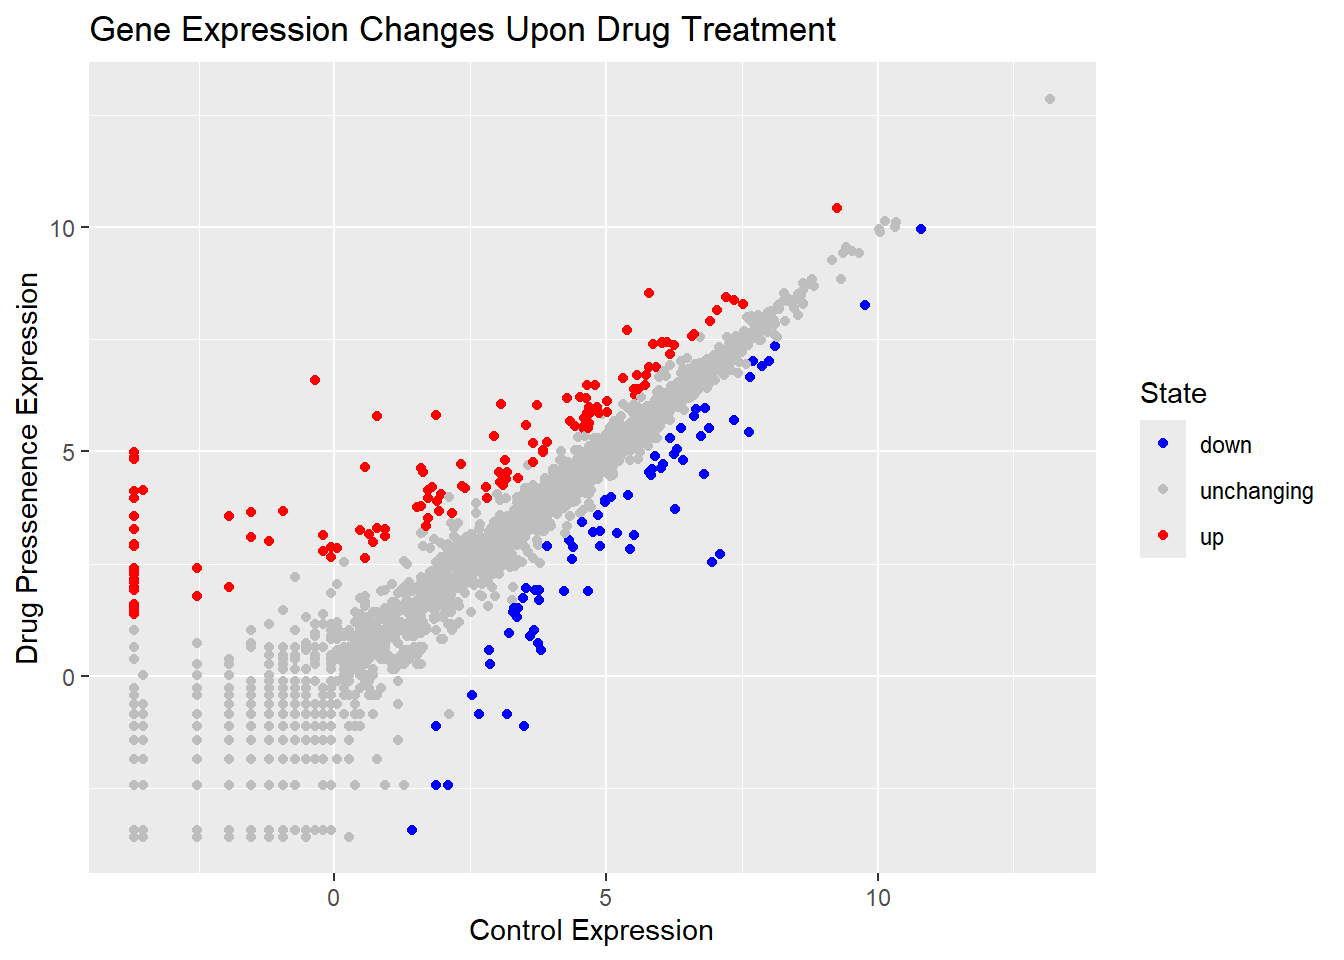 Gene Expression Changes Upon Drug Treatment
Drug Pressenence Expression
10
5
0
0
5
10
Control Expression
State
down
unchanging
up